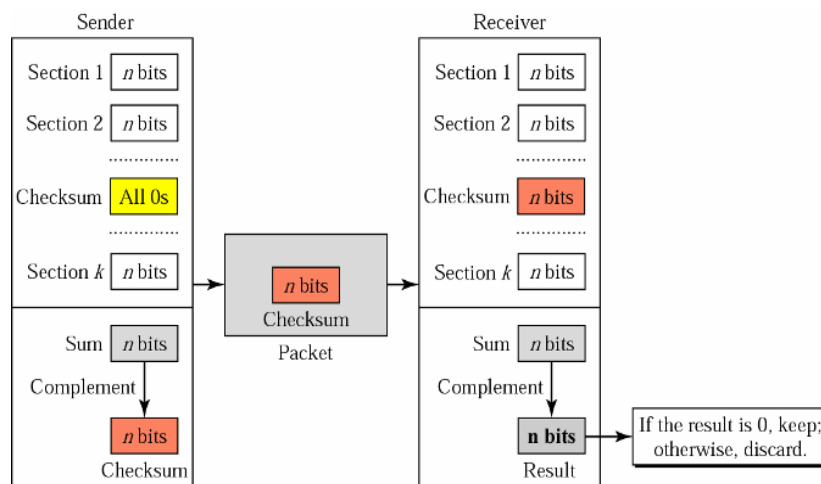 Sender
Section 1 n bits
Section 2 n bits
Checksum All 0s
Section k n bits
Sum n bits
Complement
n bits
Checksum
n bits
Checksum
Packet
Receiver
Section 1 n bits
Section 2 n bits
Checksum n bits
Section k n bits
Sum n bits
Complement
n bits
Result
If the result is 0, keep;
otherwise, discard.